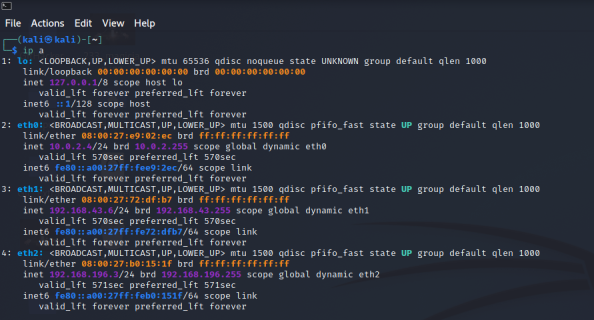 File Actions Edit View Help
(kali㉿kali)-[~]
$ ip a
1: lo: <LOOPBACK,UP,LOWER_UP> mtu 65536 qdisc noqueue state UNKNOWN group default qlen 1000
link/loopback 00:00:00:00:00:00 brd 00:00:00:00:00:00
inet 127.0.0.1/8 scope host lo
valid_lft forever preferred_lft forever
inet6 ::1/128 scope host
valid_lft forever preferred_lft forever
2: eth0: <BROADCAST,MULTICAST,UP,LOWER_UP> mtu 1500 qdisc pfifo_fast state UP group default qlen 1000
link/ether 08:00:27:e9:02:ec brd ff:ff:ff:ff:ff:ff
inet 10.0.2.4/24 brd 10.0.2.255 scope global dynamic eth0
valid_lft 570sec preferred_lft 570sec
inet6 fe80::a00:27ff:fee9:2ec/64 scope link
valid_lft forever preferred_lft forever
3: eth1: <BROADCAST,MULTICAST,UP,LOWER_UP> mtu 1500 qdisc pfifo_fast state UP group default qlen 1000
link/ether 08:00:27:72:df:b7 brd ff:ff:ff:ff:ff:ff
inet 192.168.43.6/24 brd 192.168.43.255 scope global dynamic eth1
valid_lft 570sec preferred_lft 570sec
inet6 fe80::a00:27ff:fe72:dfb7/64 scope link
valid_lft forever preferred_lft forever
4: eth2: <BROADCAST,MULTICAST,UP,LOWER_UP> mtu 1500 qdisc pfifo_fast state UP group default qlen 1000
link/ether 08:00:27:b0:15:1f brd ff:ff:ff:ff:ff:ff
inet 192.168.196.3/24 brd 192.168.196.255 scope global dynamic eth2
valid_lft 571sec preferred_lft 571sec
inet6 fe80::a00:27ff:feb0:151f/64 scope link
valid_lft forever preferred_lft forever